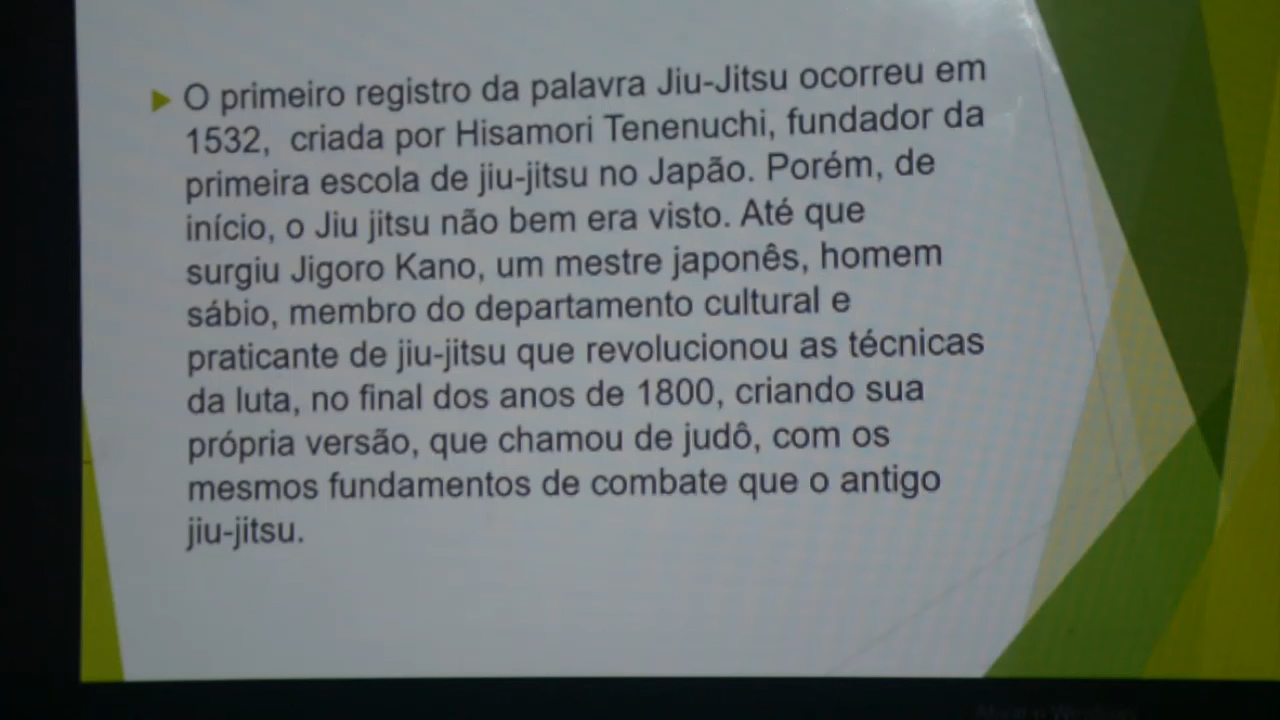 O primeiro registro da palavra Jiu-Jitsu ocorreu em
1532, criada por Hisamori Tenenuchi, fundador da
primeira escola de jiu-jitsu no Japão. Porém, de
início, o Jiu jitsu não bem era visto. Até que
surgiu Jigoro Kano, um mestre japonês, homem
sábio, membro do departamento cultural e
praticante de jiu-jitsu que revolucionou as técnicas
da luta, no final dos anos de 1800, criando sua
própria versão, que chamou de judô, com os
mesmos fundamentos de combate que o antigo
jiu-jitsu.